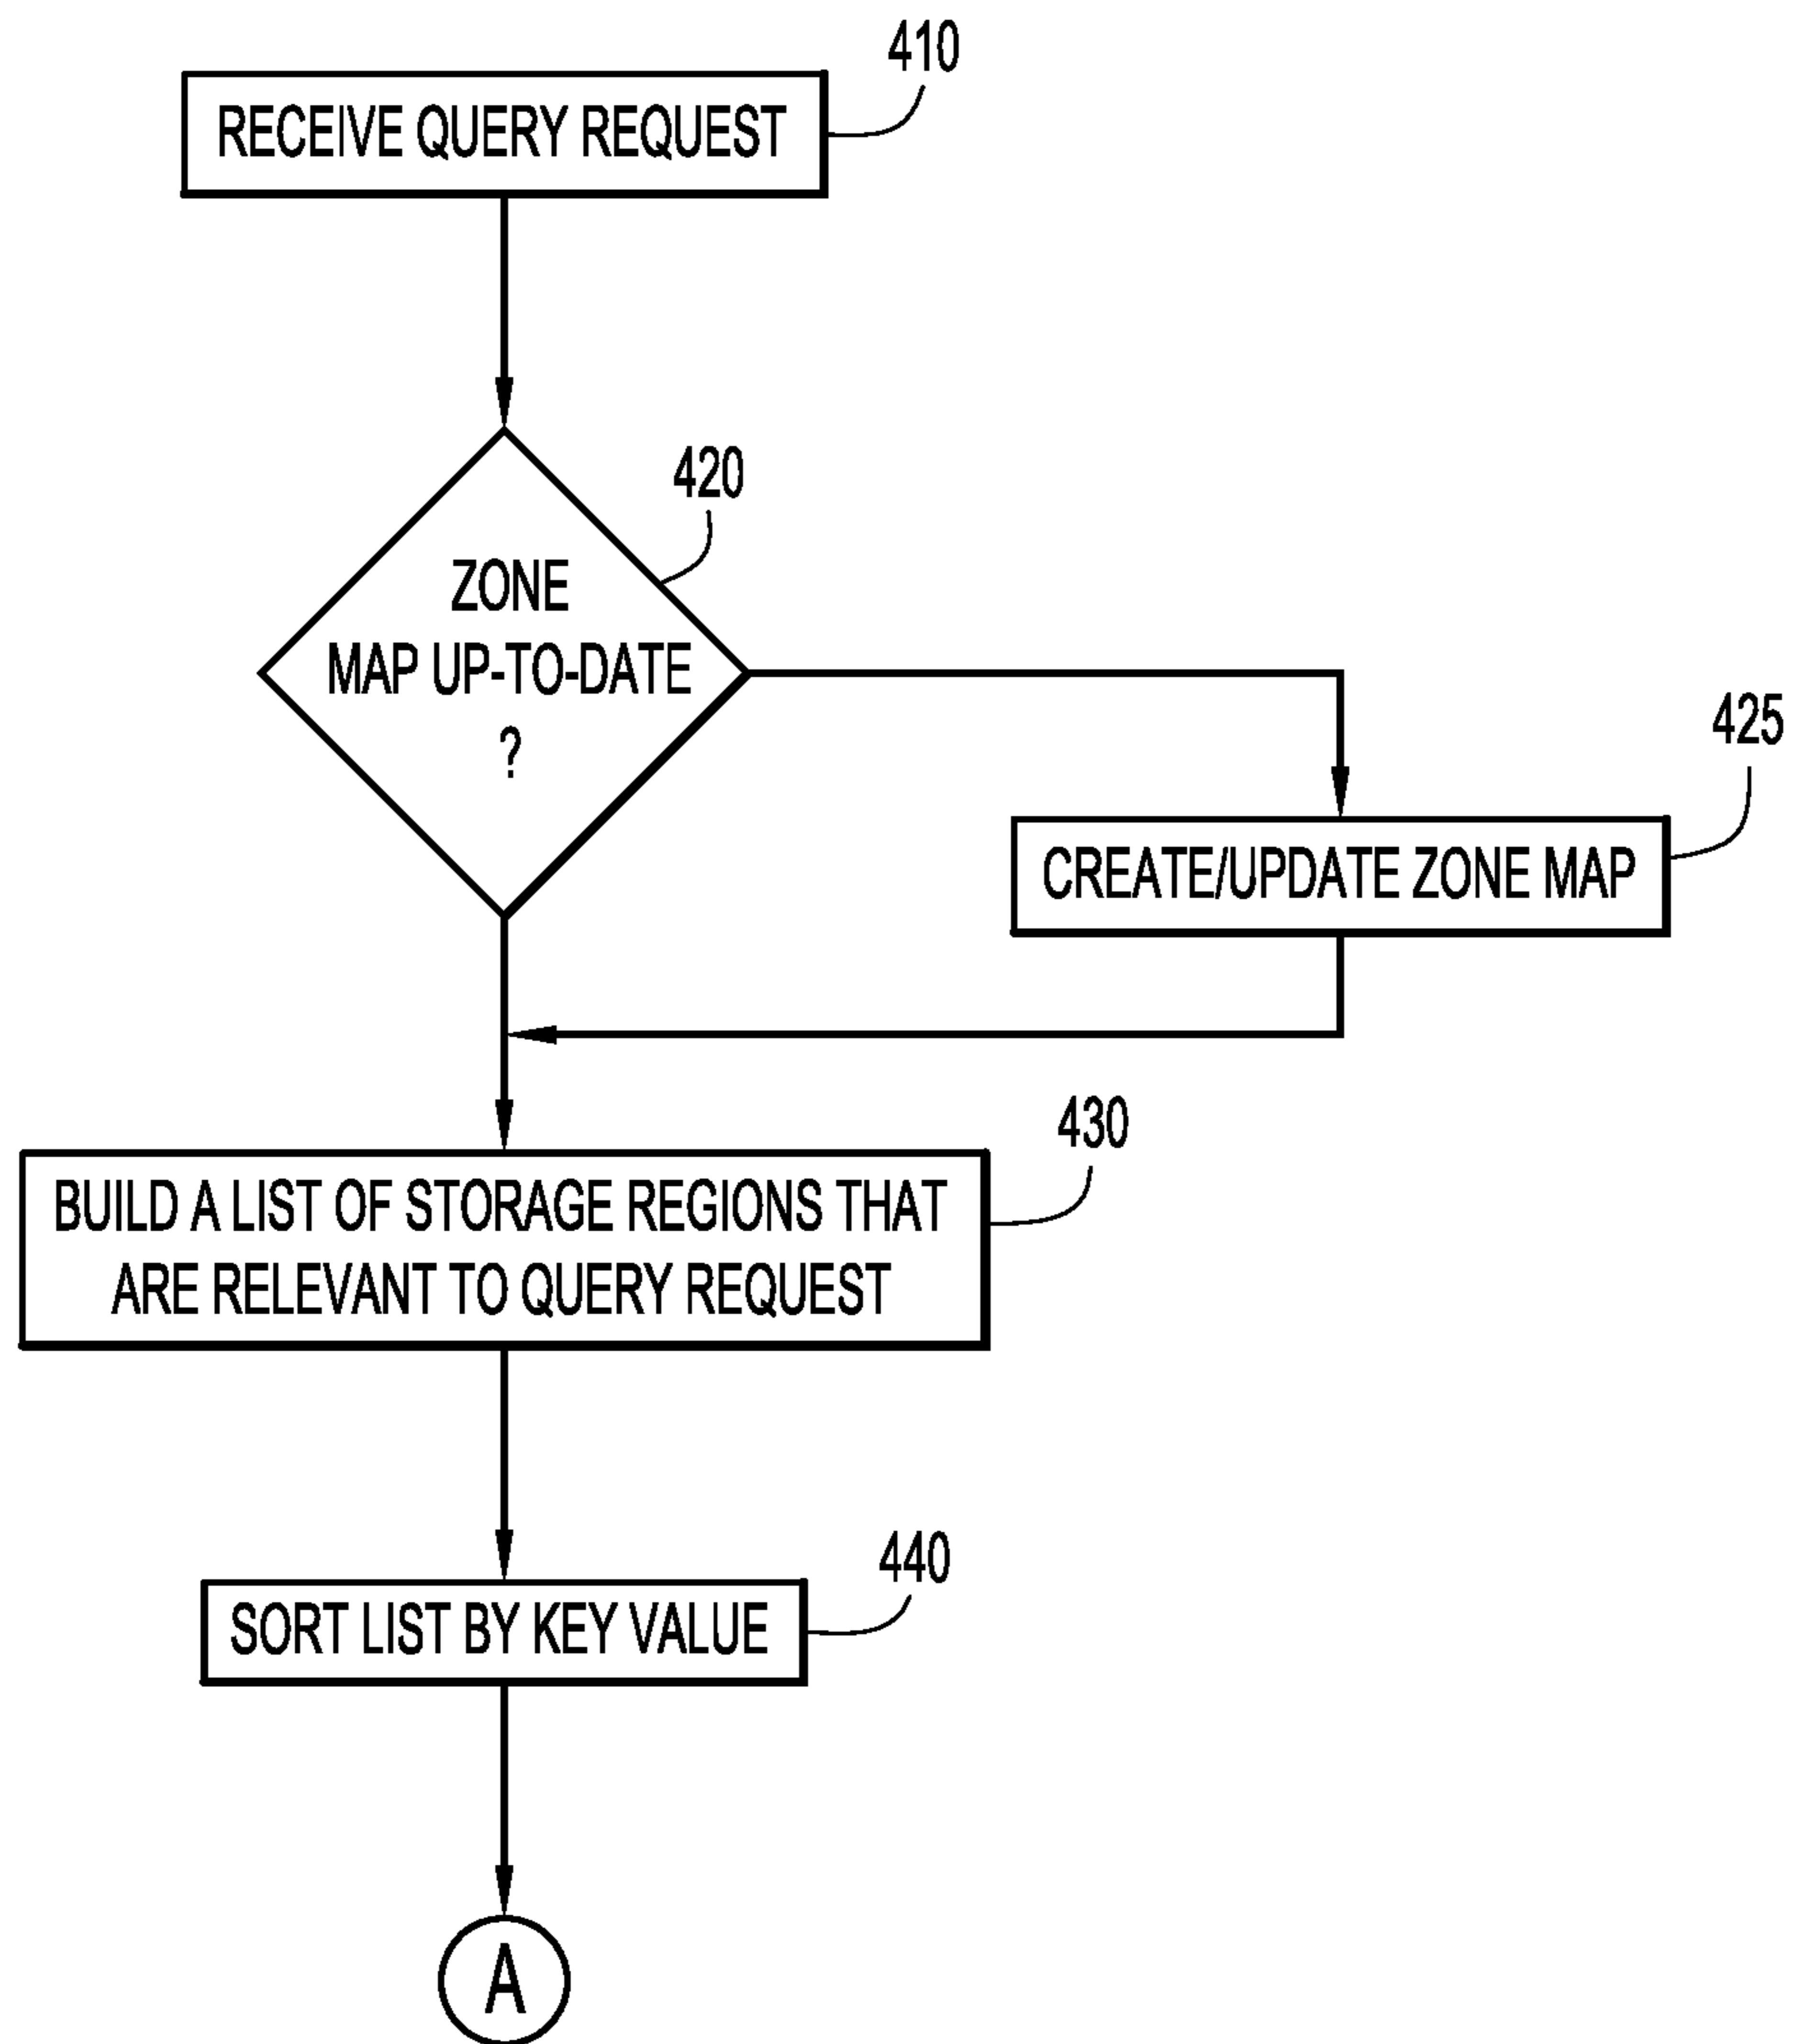 410
RECEIVE QUERY REQUEST
420
ZONE
MAP UP-TO-DATE
?
425
CREATE/UPDATE ZONE MAP
430
BUILD A LIST OF STORAGE REGIONS THAT
ARE RELEVANT TO QUERY REQUEST
440
SORT LIST BY KEY VALUE
A